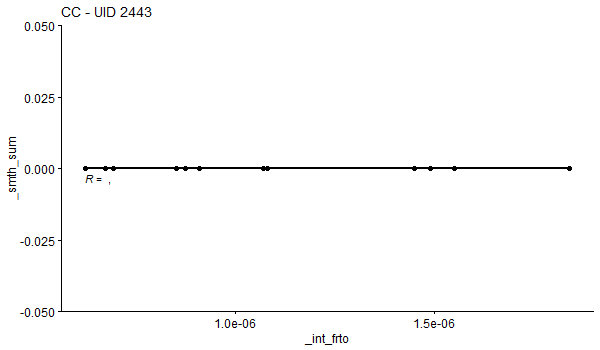 CC - UID 2443
0.050
0.025
0.000
-0.025
-0.050
_smth_sum
R = ,
1.0e-06 1.5e-06
_int_frto